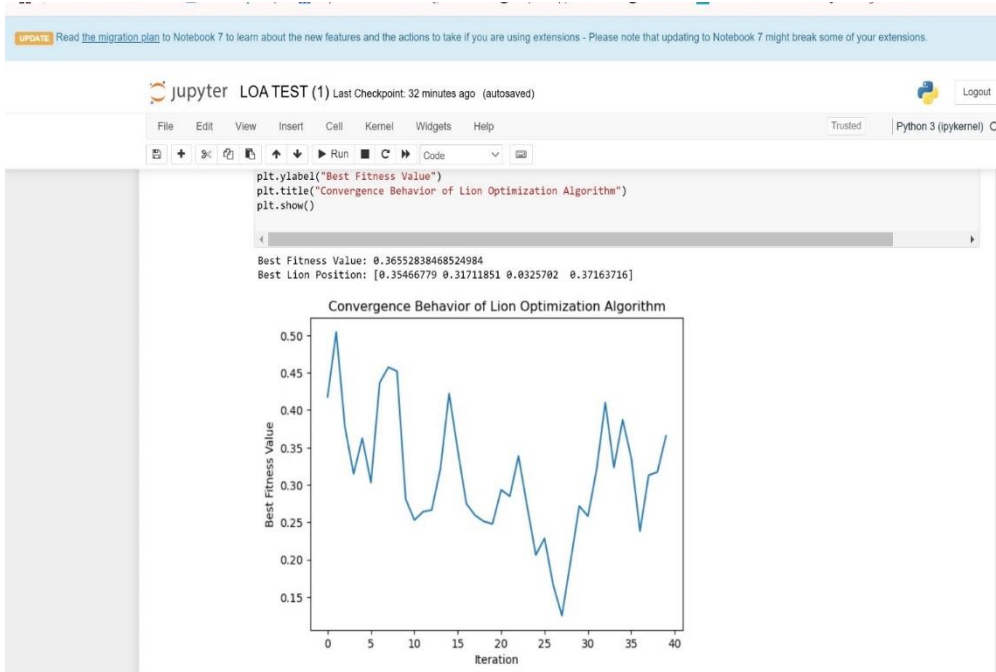 UPDATE Read the migration plan to Notebook 7 to learn about the new features and the actions to take if you are using extensions - Please note that updating to Notebook 7 might break some of your extensions.
jupyter LOA TEST (1) Last Checkpoint: 32 minutes ago (autosaved)
Logout
File Edit View Insert Cell Kernel Widgets Help
Trusted Python 3 (ipykernel)
Run Code
plt.ylabel("Best Fitness Value")
plt.title("Convergence Behavior of Lion Optimization Algorithm")
plt.show()
Best Fitness Value: 0.36552838468524984
Best Lion Position: [0.35466779 0.31711851 0.0325702  0.37163716]
Convergence Behavior of Lion Optimization Algorithm
0.50
0.45
0.40
0.35
0.30
0.25
0.20
0.15
Best Fitness Value
0 5 10 15 20 25 30 35 40
Iteration